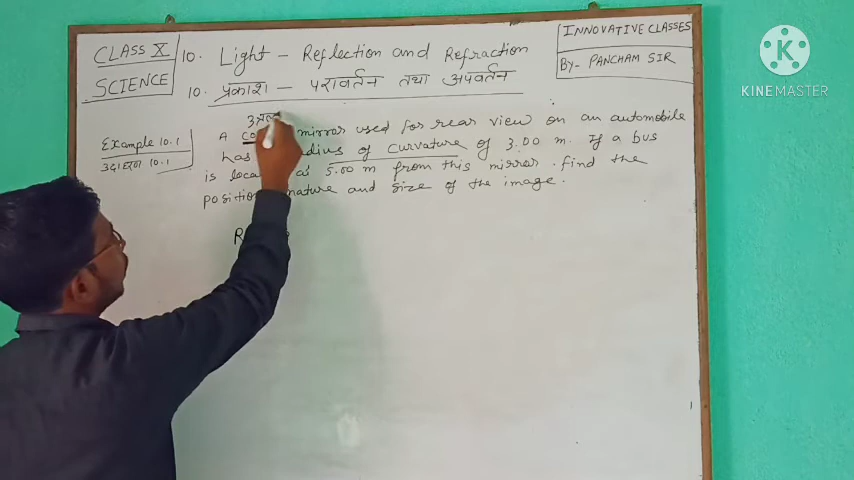 CLASS X
SCIENCE
10. Light - Reflection and Refraction
10. प्रकाश - परावर्तन तथा अपवर्तन
INNOVATIVE CLASSES
By- PANCHAM SIR
KINEMASTER
Example 10.1
उदाहरण 10.1
A mirror used for rear view on an automobile
has of curvature of 3.00 m. If a bus
is 5.00 m from this mirror. find the
nature and size of the image.